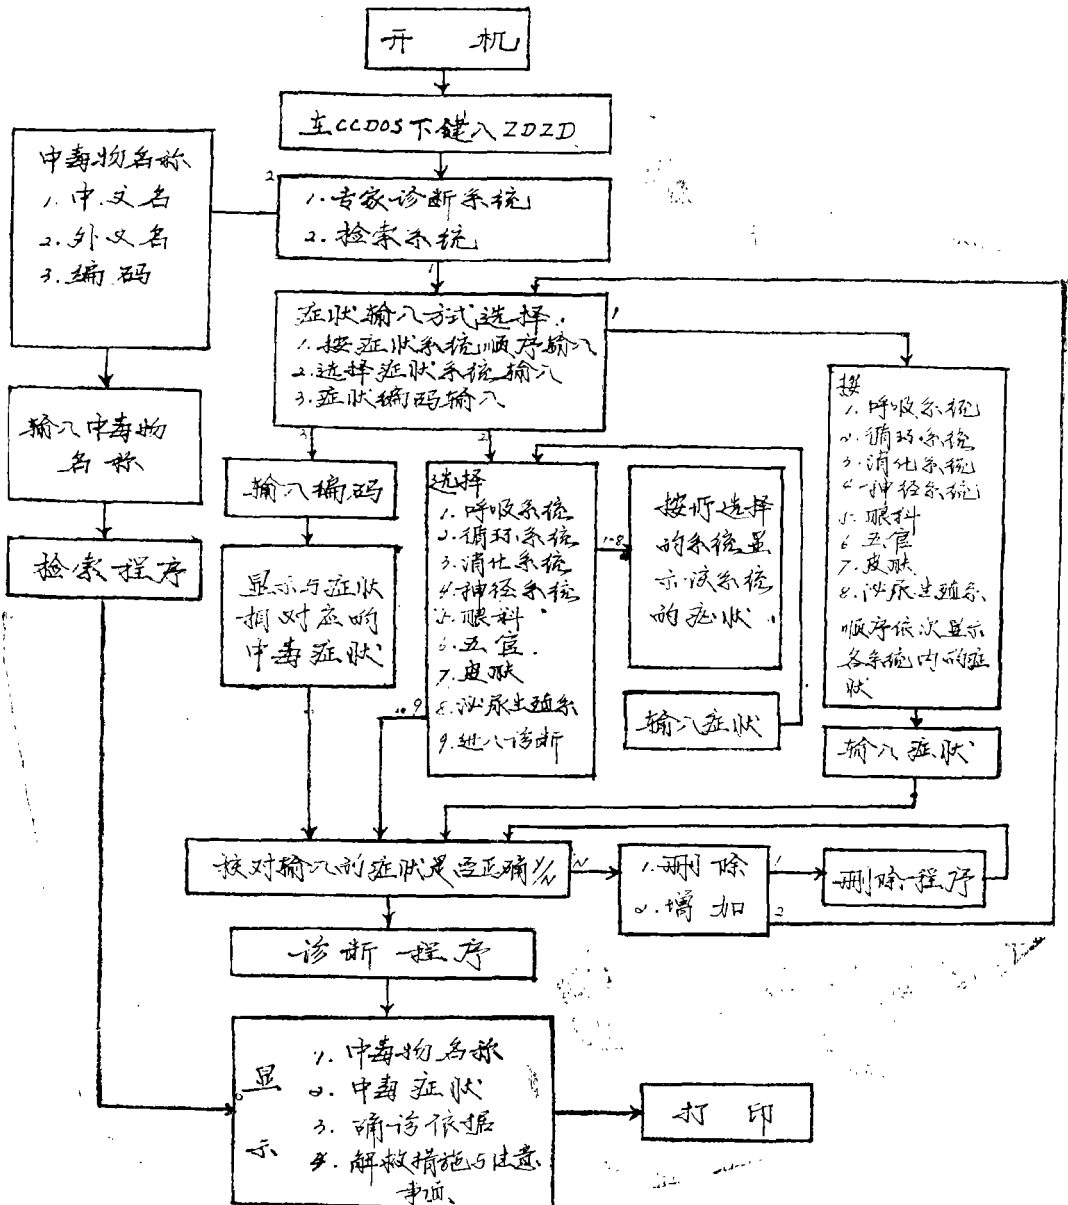 开 机
在CCDOS下键入ZDZD
中毒物名称
1.中文名
2.外文名
3.编码
2
1.专家诊断系统
2.检索系统
1
症状输入方式选择.
1.按症状系统顺序输入
2.选择症状系统输入
3.症状编码输入
1
3
2
输入中毒物
名称
检索程序
输入编码
显示与症状
相对应的
中毒症状
选择
1.呼吸系统
2.循环系统
3.消化系统
4.神经系统
5.眼科
6.五官.
7.皮肤
8.泌尿生殖系
9.进入诊断
9
1-8
按所选择
的系统显
示该系统
的症状.
输入症状
按
1.呼吸系统
2.循环系统
3.消化系统
4.神经系统
5.眼科
6.五官
7.皮肤
8.泌尿生殖系
顺序依次显示
各系统内的症
状
输入症状
核对输入的症状是否正确Y/N
N
1.删除
2.增加
1
2
删除程序
诊断程序
显
示
1.中毒物名称
2.中毒症状
3.确诊依据
4.解救措施与注意
事项、
打 印